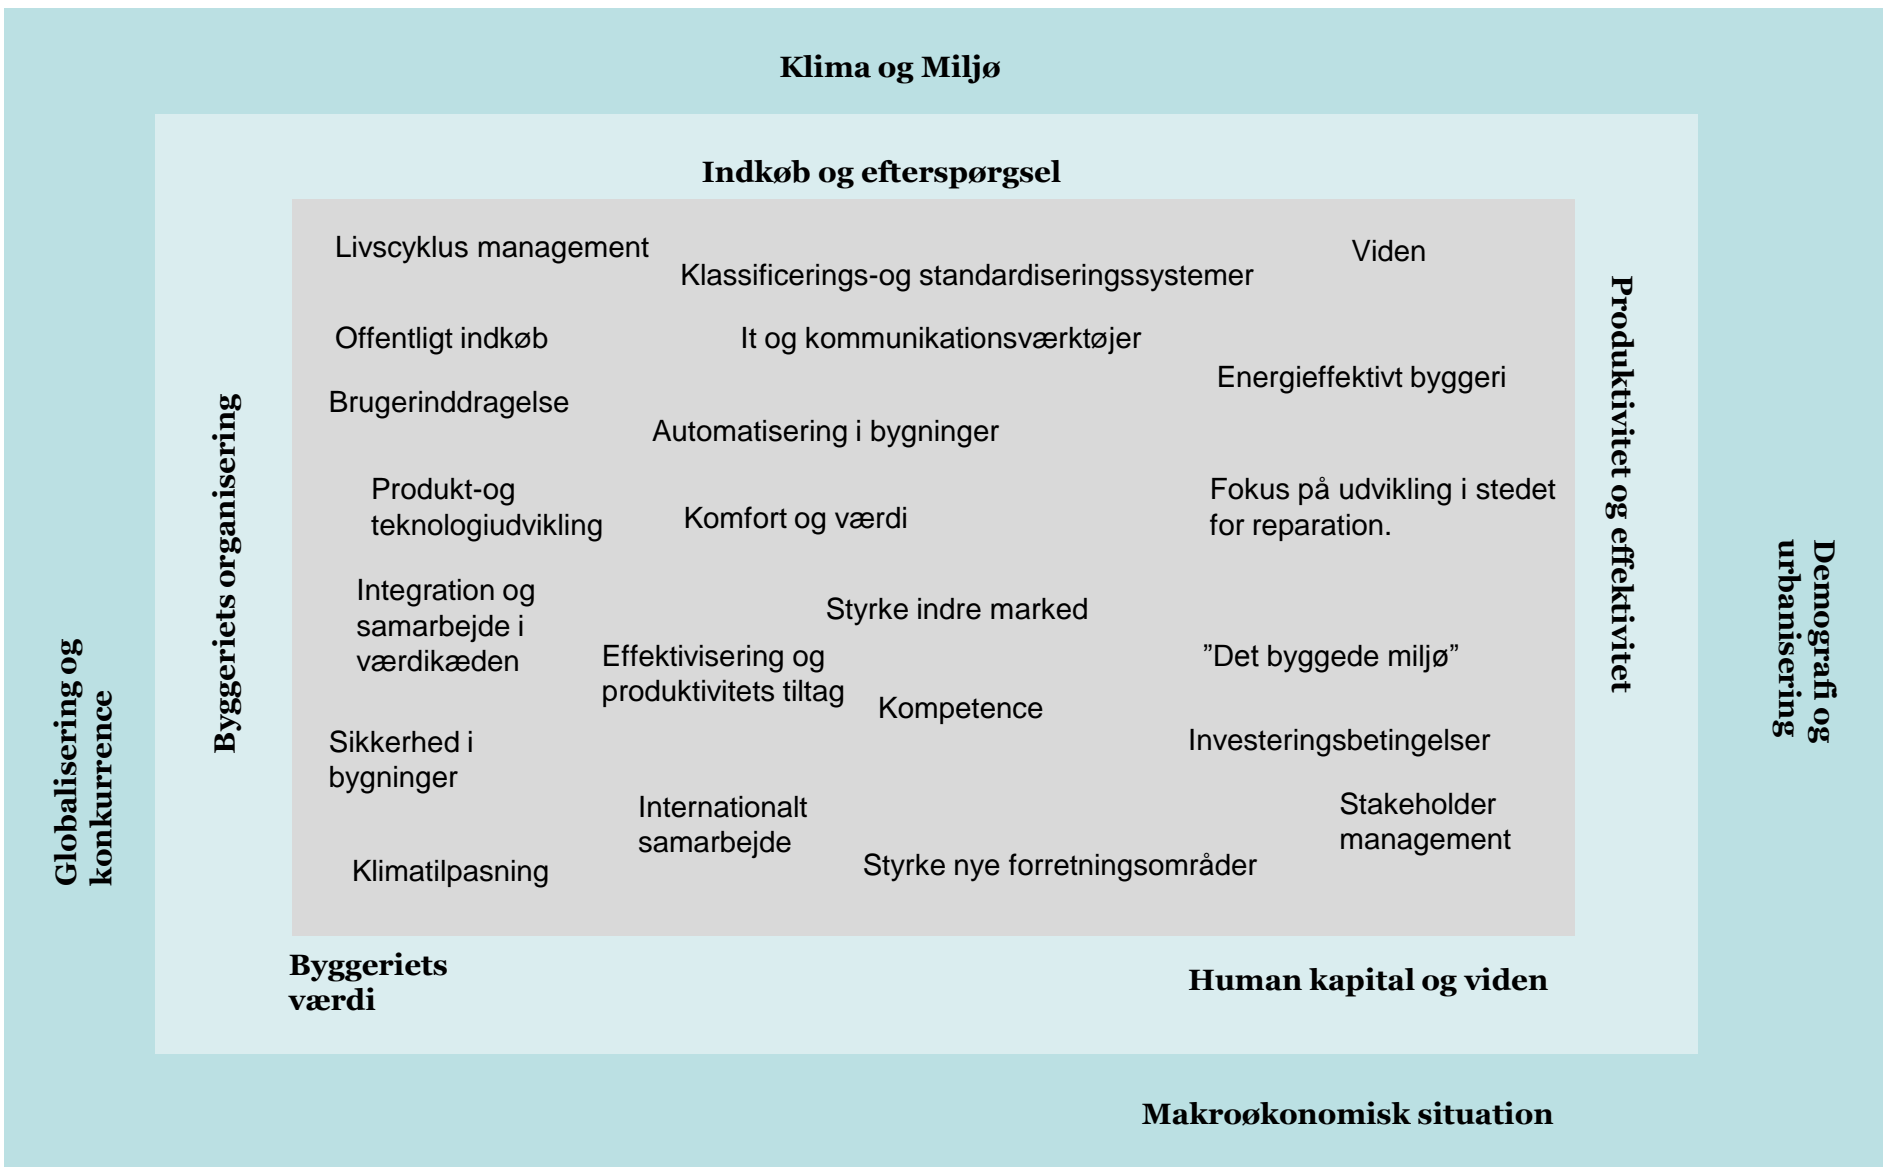 Klima og Miljø
Indkøb og efterspørgsel
Livscyklus management
Klassificerings-og standardiseringssystemer
Viden
Offentligt indkøb
It og kommunikationsværktøjer
Energieffektivt byggeri
Brugerinddragelse
Automatisering i bygninger
Produkt-og
teknologiudvikling
Komfort og værdi
Fokus på udvikling i stedet
for reparation.
Integration og
samarbejde i
værdikæden
Styrke indre marked
Effektivisering og
produktivitets tiltag
”Det byggede miljø”
Kompetence
Sikkerhed i
bygninger
Investeringsbetingelser
Internationalt
samarbejde
Stakeholder
management
Klimatilpasning
Styrke nye forretningsområder
Byggeriets organisering
Produktivitet og effektivitet
Globalisering og
konkurrence
Demografi og
urbanisering
Byggeriets
værdi
Human kapital og viden
Makroøkonomisk situation